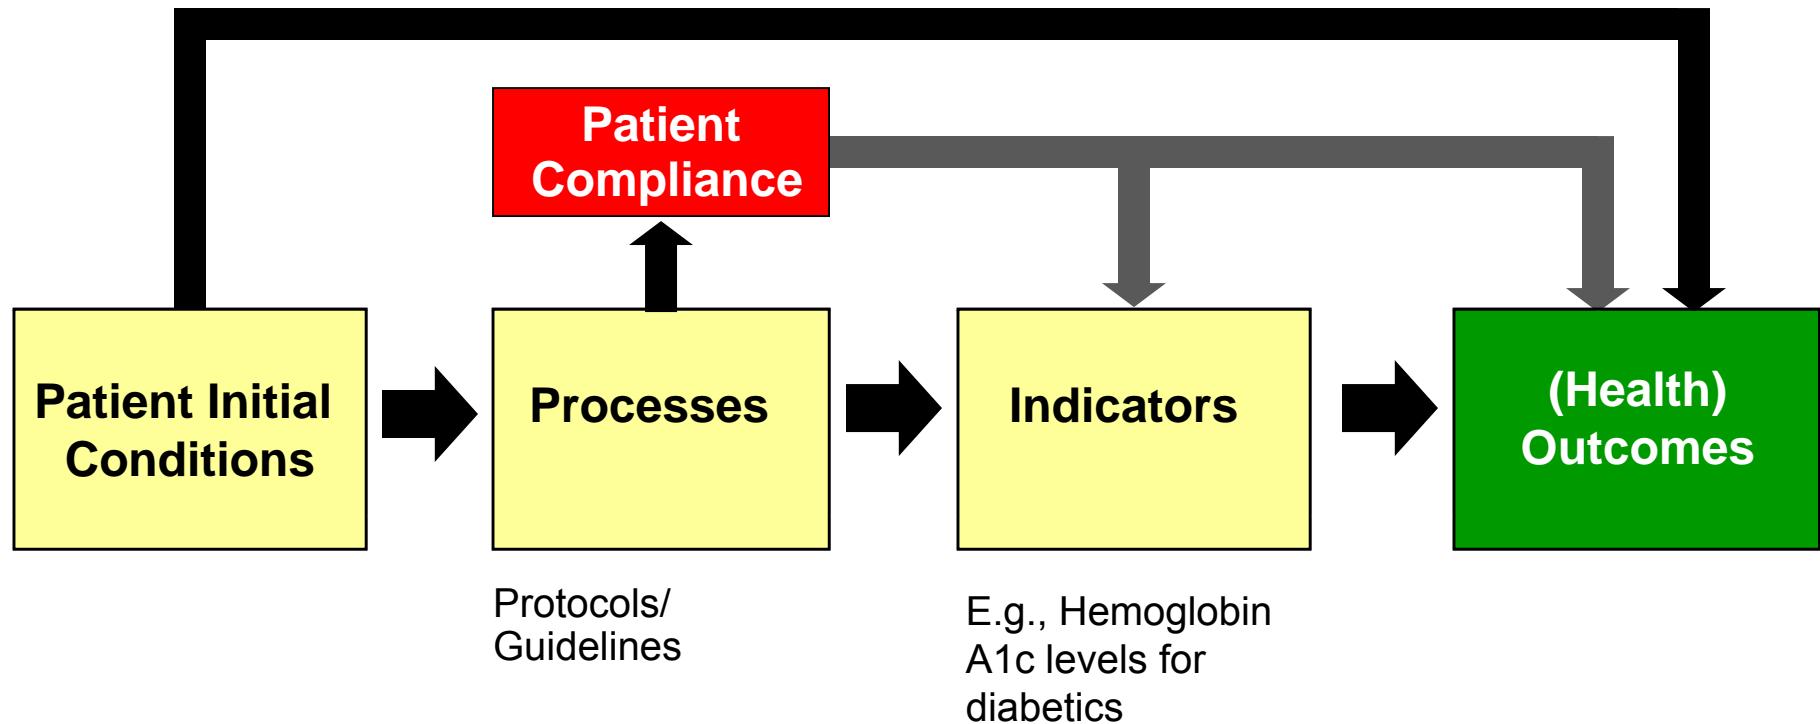 Patient
Compliance
Patient Initial
Conditions
Processes
Indicators
(Health)
Outcomes
Protocols/
Guidelines
E.g., Hemoglobin
A1c levels for
diabetics